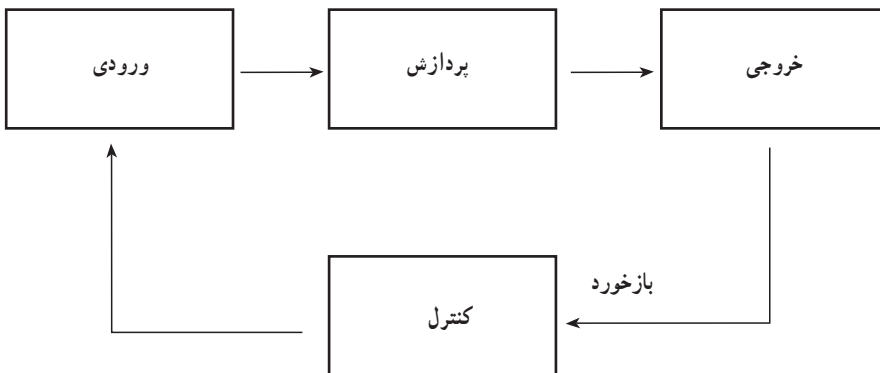 ورودی
پردازش
خروجی
بازخورد
کنترل